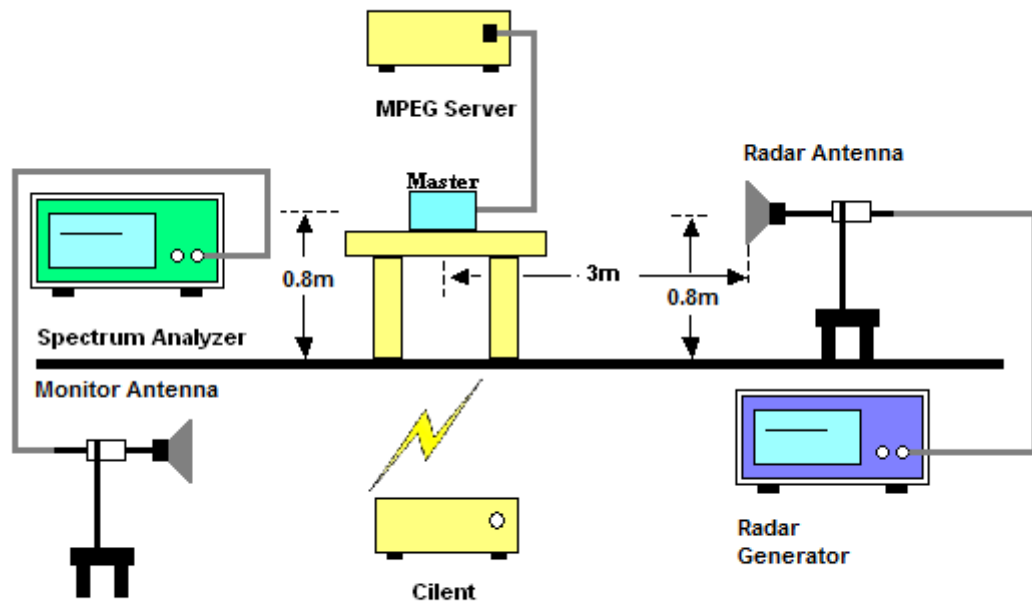 MPEG Server
Radar Antenna
Master
3m
0.8m
0.8m
Spectrum Analyzer
Monitor Antenna
Radar
Generator
Cilent